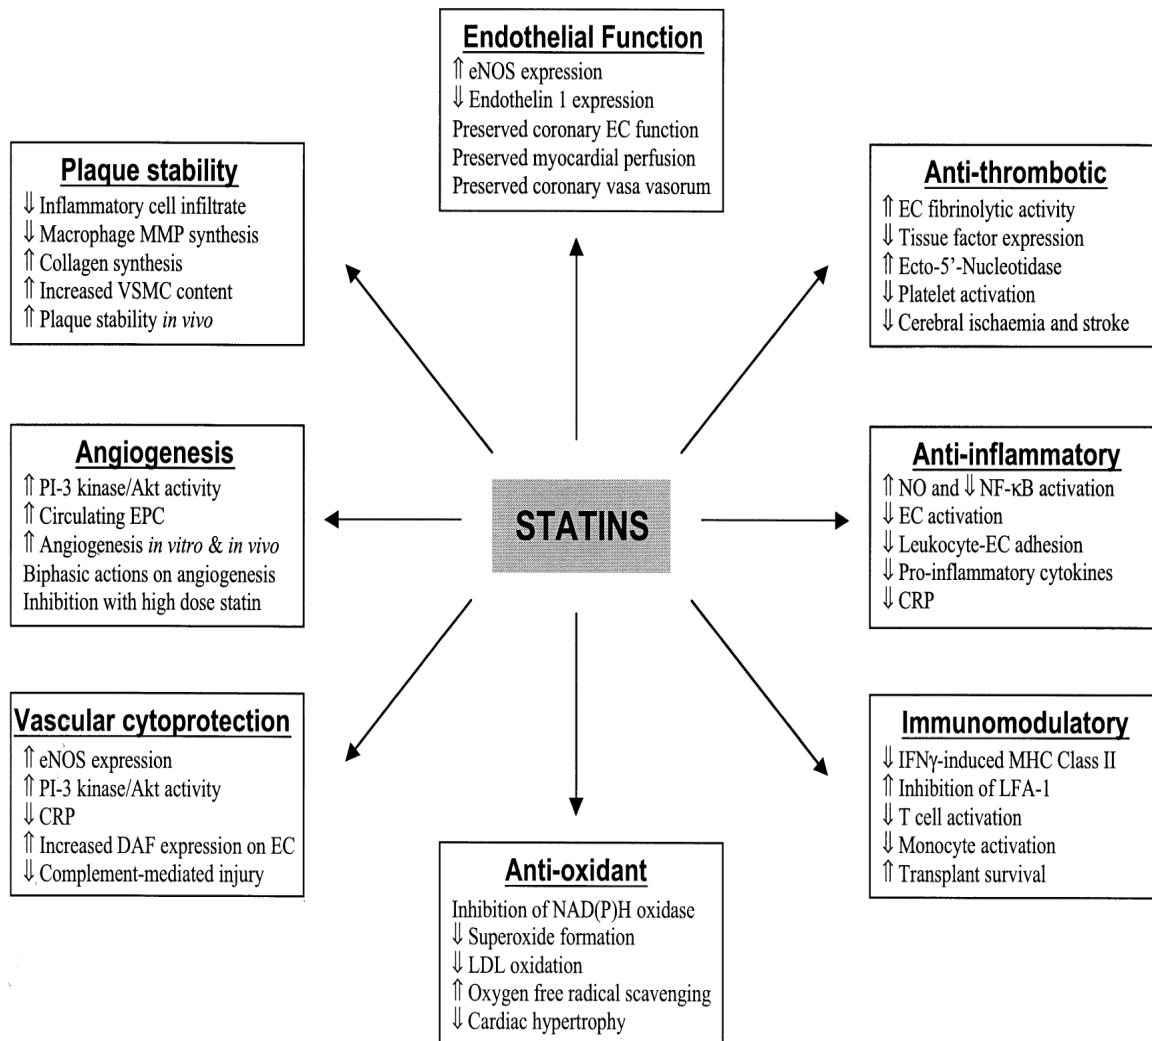 Endothelial Function
⇑ eNOS expression
⇓ Endothelin 1 expression
Preserved coronary EC function
Preserved myocardial perfusion
Preserved coronary vasa vasorum
Plaque stability
⇓ Inflammatory cell infiltrate
⇓ Macrophage MMP synthesis
⇑ Collagen synthesis
⇑ Increased VSMC content
⇑ Plaque stability in vivo
Anti-thrombotic
⇑ EC fibrinolytic activity
⇓ Tissue factor expression
⇑ Ecto-5’-Nucleotidase
⇓ Platelet activation
⇓ Cerebral ischaemia and stroke
Angiogenesis
⇑ PI-3 kinase/Akt activity
⇑ Circulating EPC
⇑ Angiogenesis in vitro & in vivo
Biphasic actions on angiogenesis
Inhibition with high dose statin
STATINS
Anti-inflammatory
⇑ NO and ⇓ NF-κB activation
⇓ EC activation
⇓ Leukocyte-EC adhesion
⇓ Pro-inflammatory cytokines
⇓ CRP
Vascular cytoprotection
⇑ eNOS expression
⇑ PI-3 kinase/Akt activity
⇓ CRP
⇑ Increased DAF expression on EC
⇓ Complement-mediated injury
Immunomodulatory
⇓ IFNγ-induced MHC Class II
⇑ Inhibition of LFA-1
⇓ T cell activation
⇓ Monocyte activation
⇑ Transplant survival
Anti-oxidant
Inhibition of NAD(P)H oxidase
⇓ Superoxide formation
⇓ LDL oxidation
⇑ Oxygen free radical scavenging
⇓ Cardiac hypertrophy